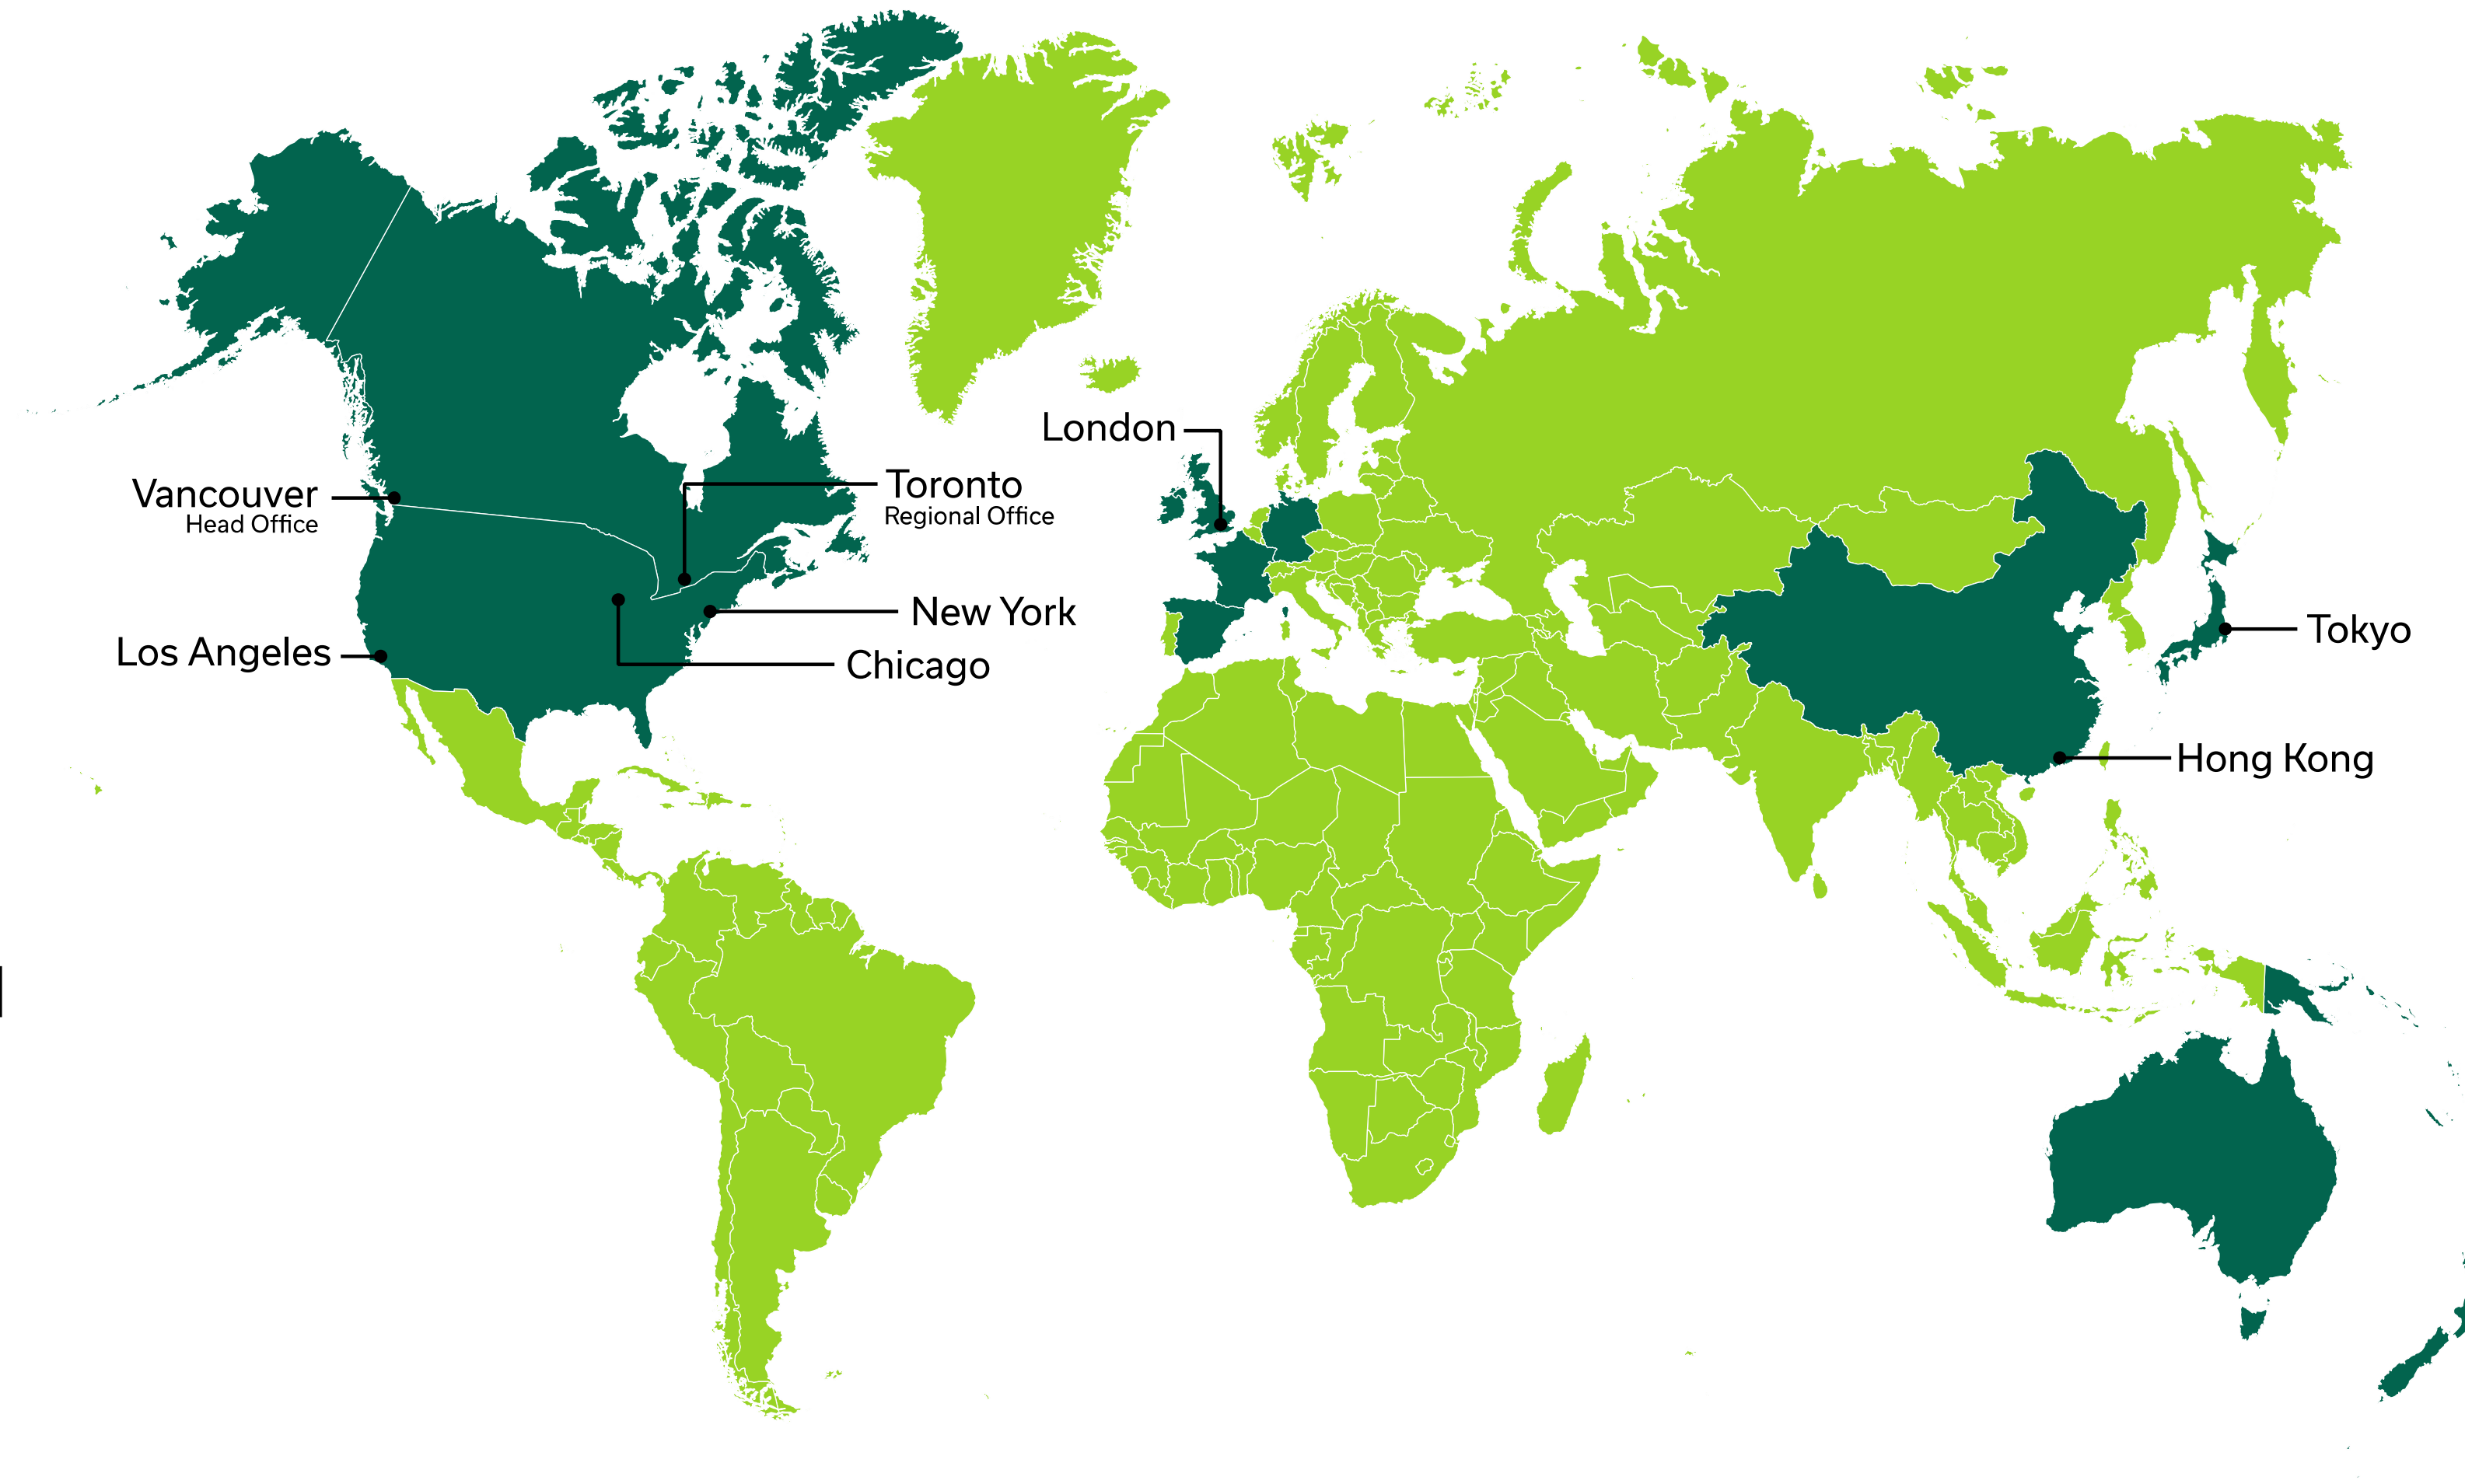 London
Vancouver
Head Office
Toronto
Regional Office
New York
Los Angeles
Chicago
Tokyo
Hong Kong